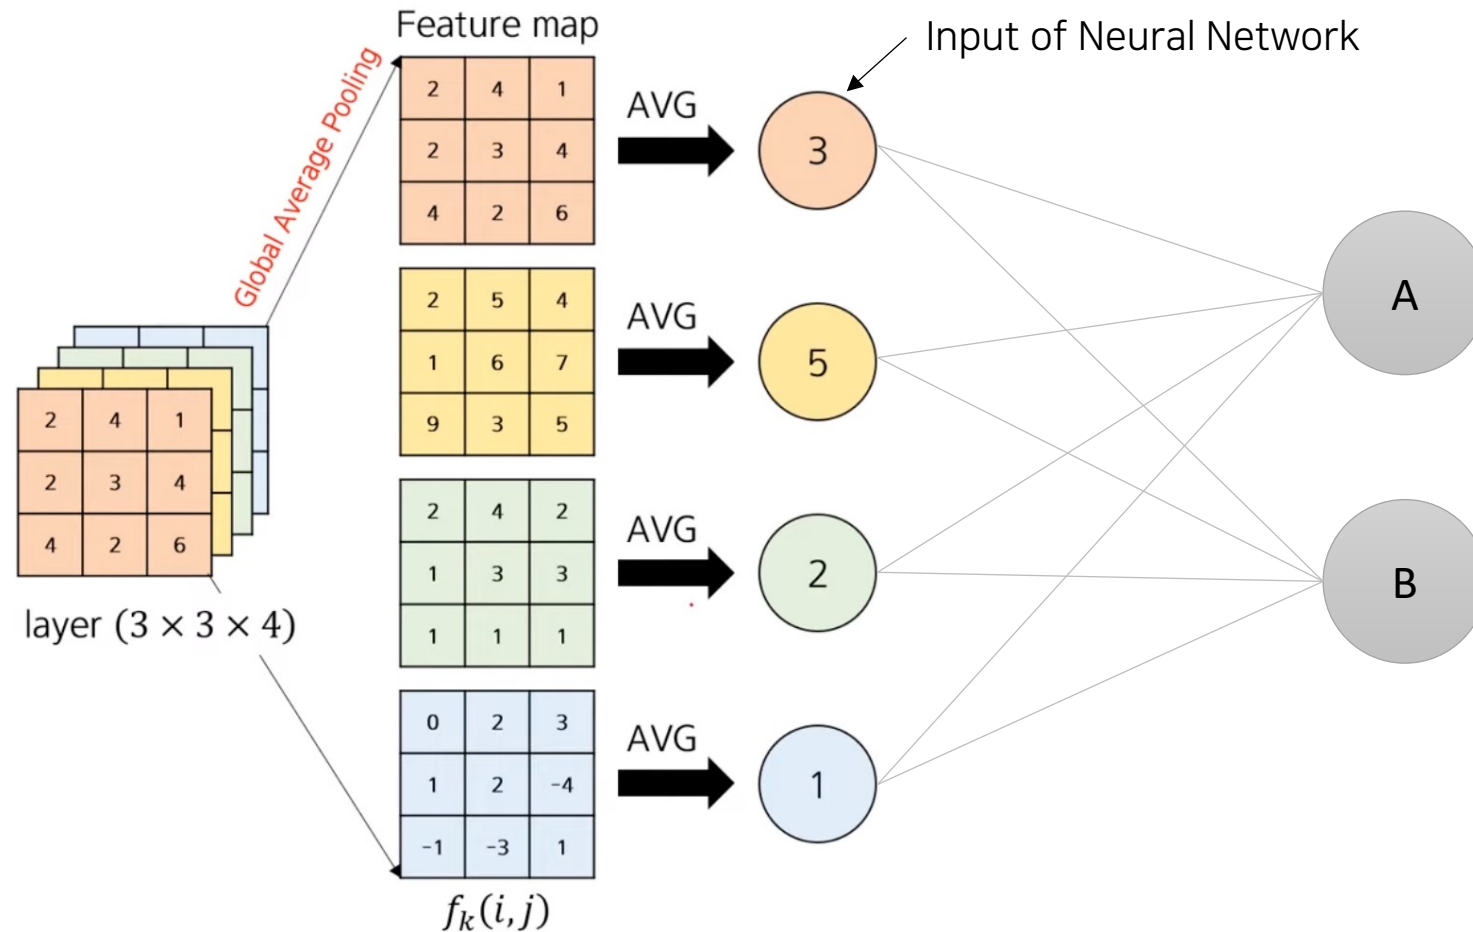 Feature map
Input of Neural Network
Global Average Pooling
2 4 1
2 3 4
4 2 6
AVG
3
2 5 4
1 6 7
9 3 5
AVG
5
2 4 2
1 3 3
1 1 1
AVG
2
0 2 3
1 2 -4
-1 -3 1
AVG
1
A
B
2 4 1
2 3 4
4 2 6
layer (3 × 3 × 4)
fₖ(i, j)